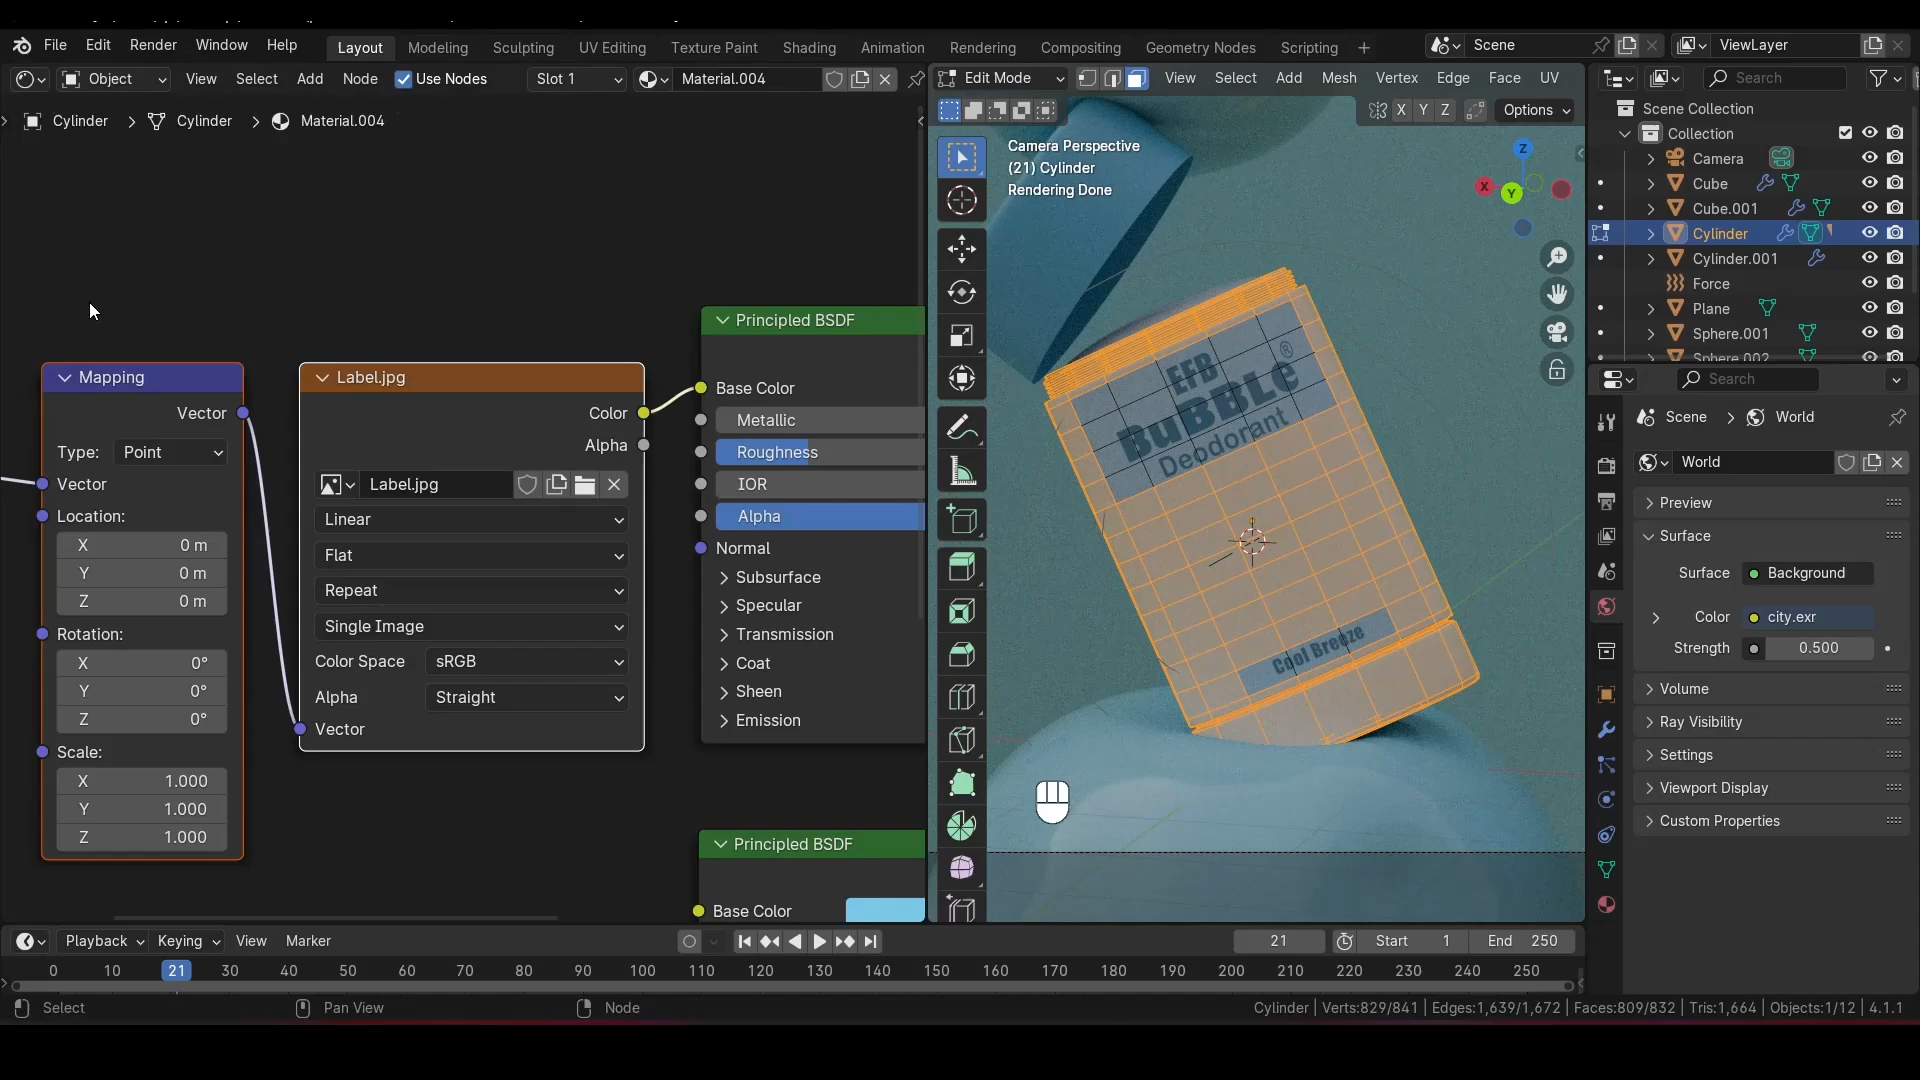 File Edit Render Window Help Layout Modeling Sculpting UV Editing Texture Paint Shading Animation Rendering Compositing Geometry Nodes Scripting + Scene ViewLayer
Object View Select Add Node Use Nodes Slot 1 Material.004 Edit Mode View Select Add Mesh Vertex Edge Face UV Search
X Y Z Options
Cylinder > Cylinder > Material.004
Camera Perspective
(21) Cylinder
Rendering Done
Z
X
Y
Scene Collection
Collection
Camera
Cube
Cube.001
Cylinder
Cylinder.001
Force
Plane
Sphere.001
Sphere.002
Mapping
Vector
Type: Point
Vector
Location:
X 0 m
Y 0 m
Z 0 m
Rotation:
X 0°
Y 0°
Z 0°
Scale:
X 1.000
Y 1.000
Z 1.000
Label.jpg
Color
Alpha
Label.jpg
Linear
Flat
Repeat
Single Image
Color Space sRGB
Alpha Straight
Vector
Principled BSDF
Base Color
Metallic
Roughness
IOR
Alpha
Normal
Subsurface
Specular
Transmission
Coat
Sheen
Emission
Principled BSDF
Base Color
EFB
BuBBLe ®
Deodorant
Cool Breeze
Search
Scene > World
World
Preview
Surface
Surface Background
Color city.exr
Strength 0.500
Volume
Ray Visibility
Settings
Viewport Display
Custom Properties
Playback Keying View Marker 21 Start 1 End 250
0 10 21 30 40 50 60 70 80 90 100 110 120 130 140 150 160 170 180 190 200 210 220 230 240 250
Select Pan View Node Cylinder | Verts:829/841 | Edges:1,639/1,672 | Faces:809/832 | Tris:1,664 | Objects:1/12 | 4.1.1